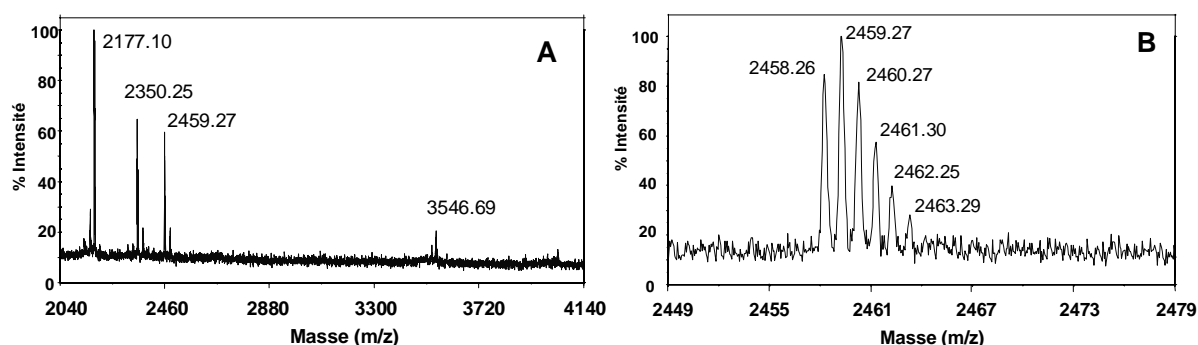 A
% Intensité
100
80
60
40
20
0
2177.10
2350.25
2459.27
3546.69
2040 2460 2880 3300 3720 4140
Masse (m/z)
B
% Intensité
100
80
60
40
20
0
2458.26
2459.27
2460.27
2461.30
2462.25
2463.29
2449 2455 2461 2467 2473 2479
Masse (m/z)